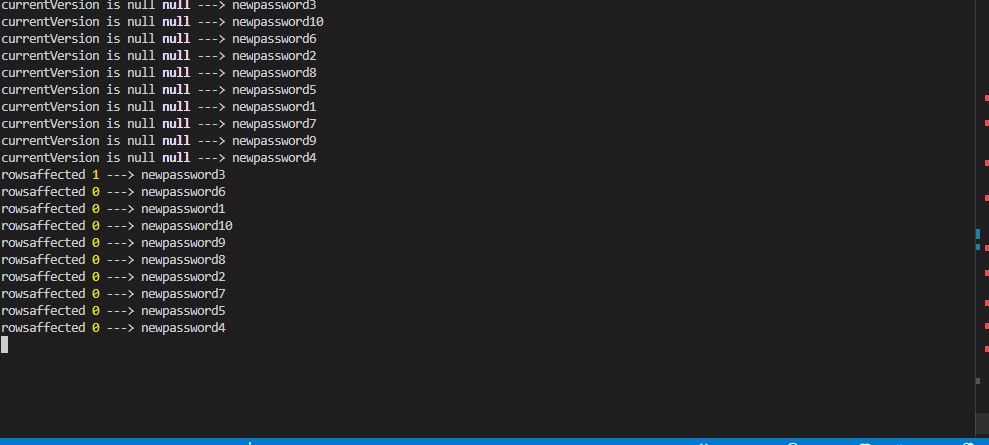 currentVersion is null null ---> newpassword3
currentVersion is null null ---> newpassword10
currentVersion is null null ---> newpassword6
currentVersion is null null ---> newpassword2
currentVersion is null null ---> newpassword8
currentVersion is null null ---> newpassword5
currentVersion is null null ---> newpassword1
currentVersion is null null ---> newpassword7
currentVersion is null null ---> newpassword9
currentVersion is null null ---> newpassword4
rowsaffected 1 ---> newpassword3
rowsaffected 0 ---> newpassword6
rowsaffected 0 ---> newpassword1
rowsaffected 0 ---> newpassword10
rowsaffected 0 ---> newpassword9
rowsaffected 0 ---> newpassword8
rowsaffected 0 ---> newpassword2
rowsaffected 0 ---> newpassword7
rowsaffected 0 ---> newpassword5
rowsaffected 0 ---> newpassword4